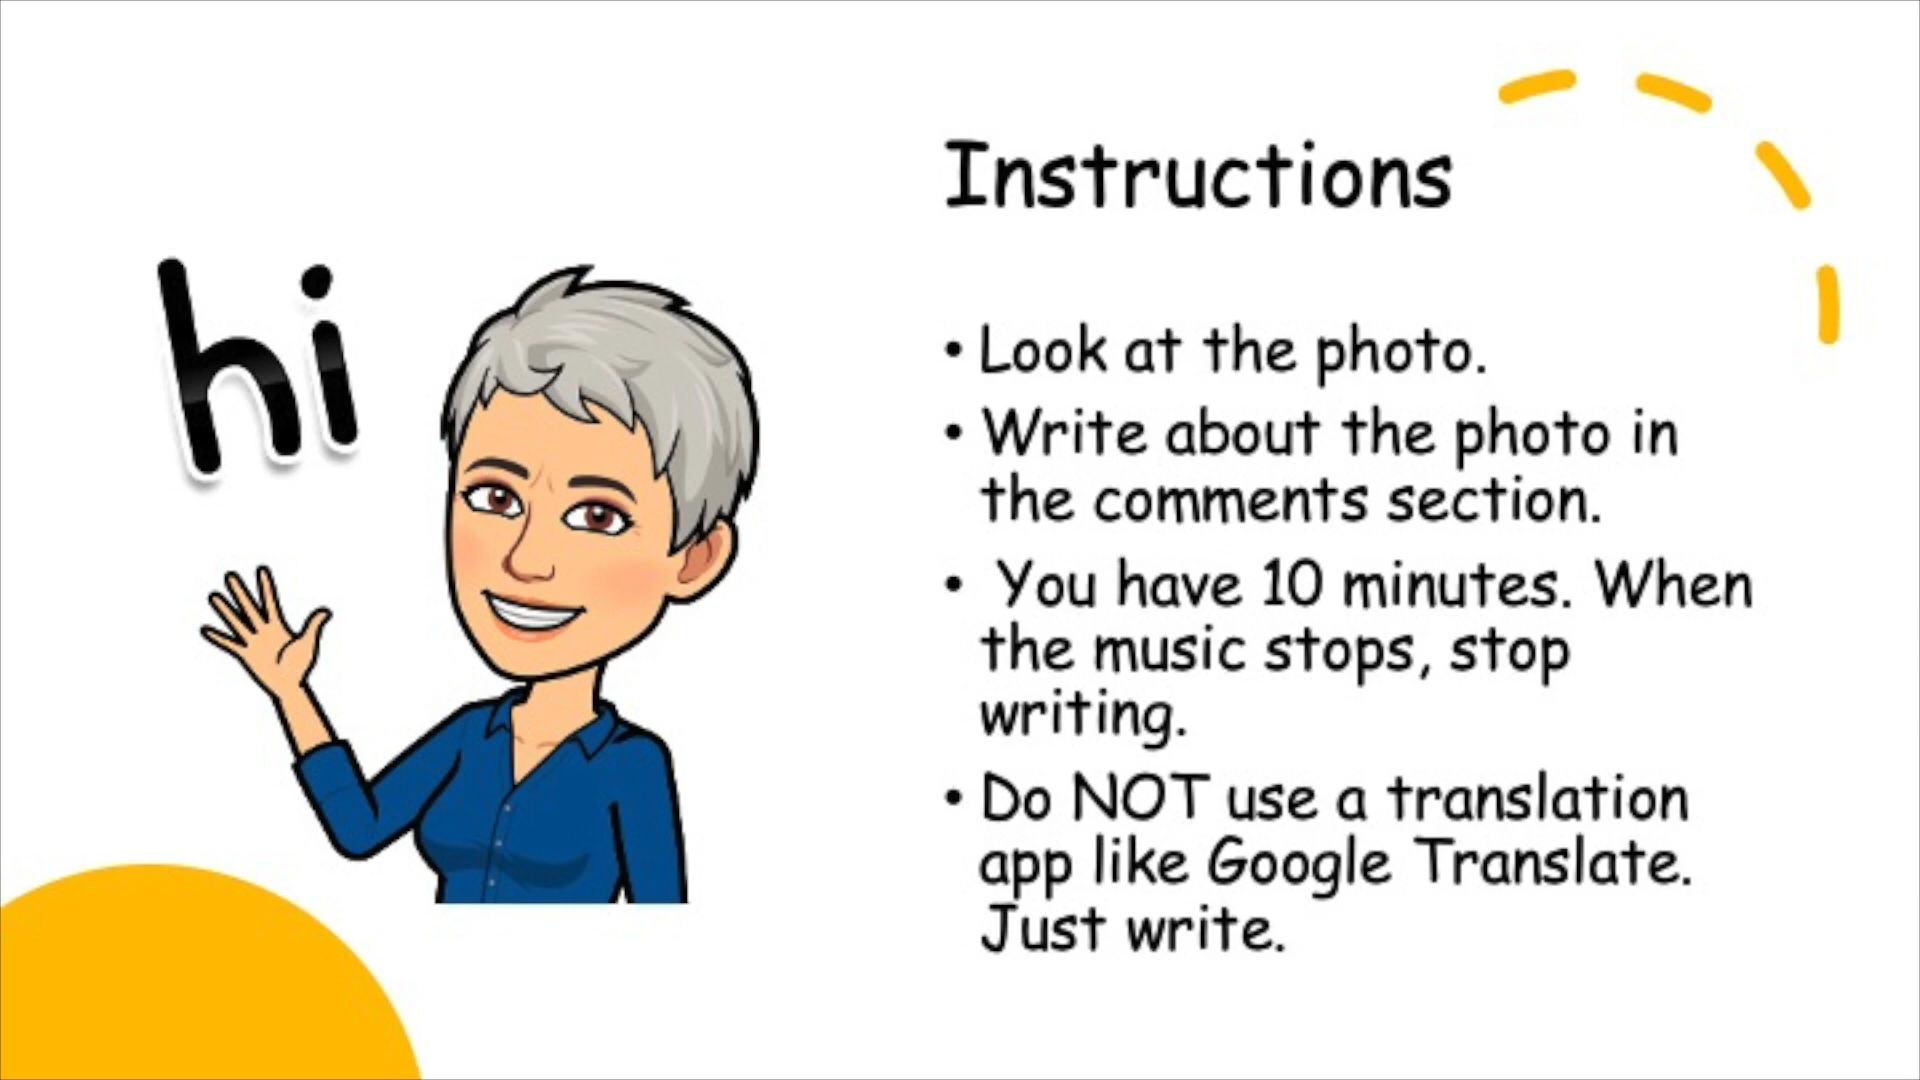 hi
Instructions
• Look at the photo.
• Write about the photo in
the comments section.
• You have 10 minutes. When
the music stops, stop
writing.
• Do NOT use a translation
app like Google Translate.
Just write.